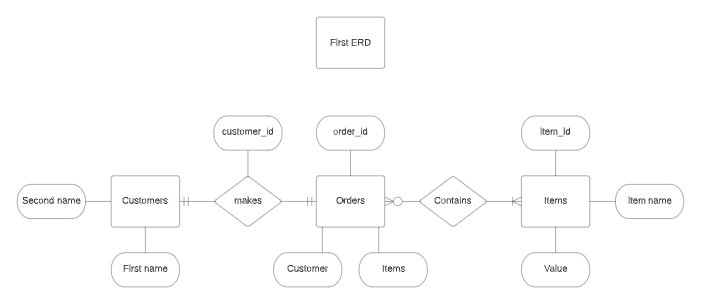 First ERD
customer_id
order_id
item_id
Second name
Customers
makes
Orders
Contains
Items
Item name
First name
Customer
Items
Value